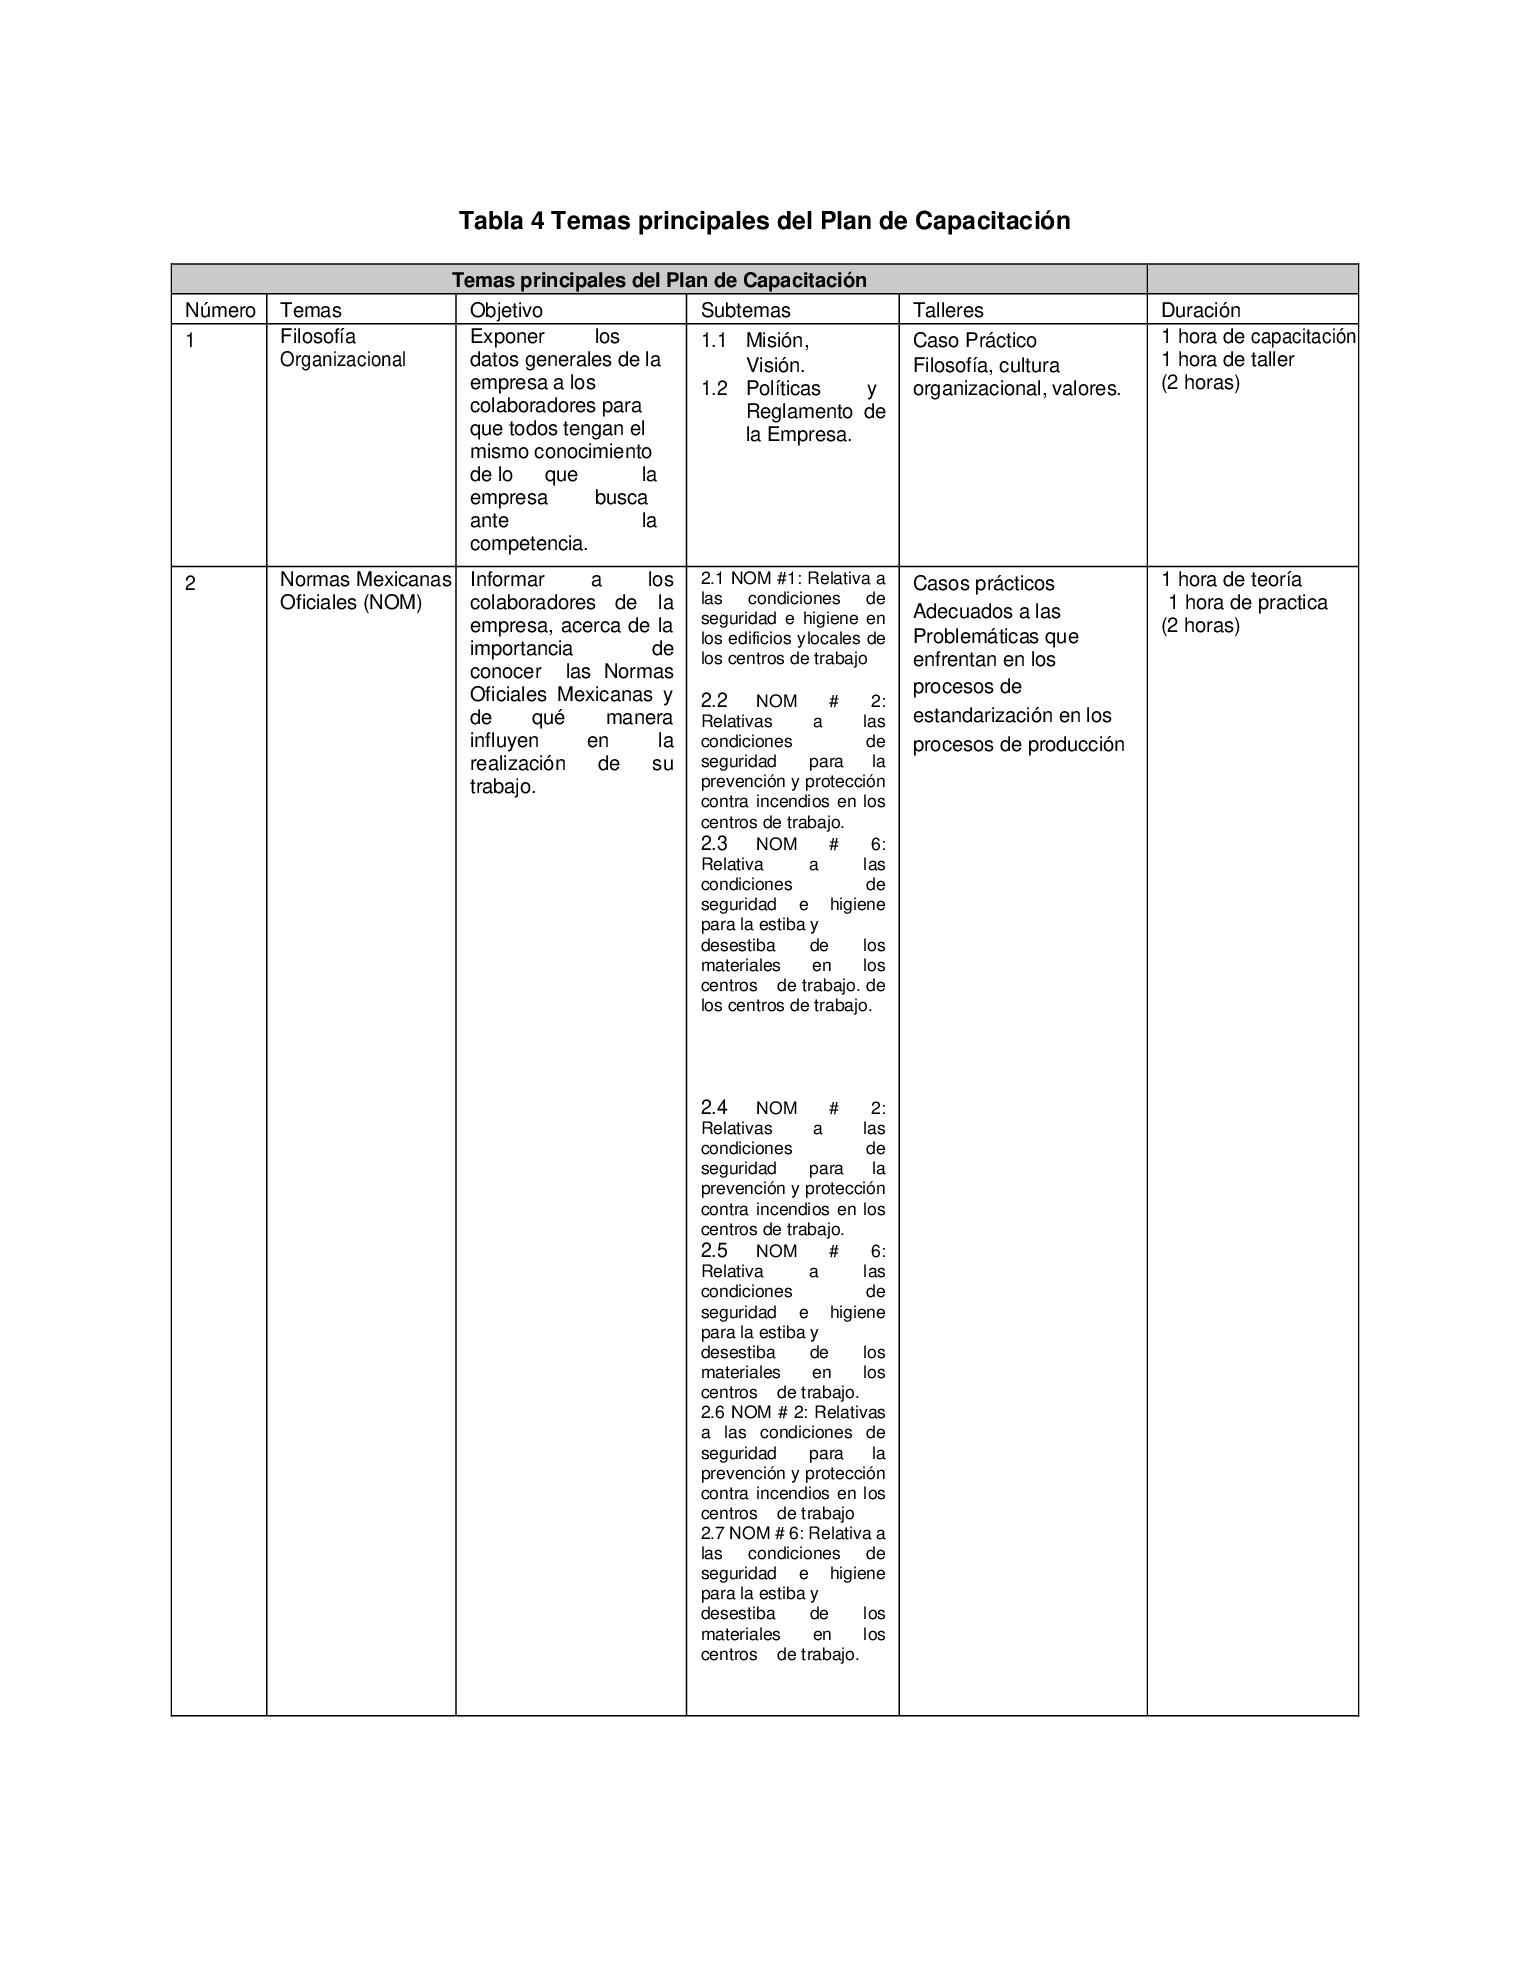 Tabla 4 Temas principales del Plan de Capacitación
Temas principales del Plan de Capacitación
Número Temas Objetivo Subtemas Talleres Duración
1
Filosofía
Organizacional
Exponer los
datos generales de la
empresa a los
colaboradores para
que todos tengan el
mismo conocimiento
de lo que la
empresa busca
ante la
competencia.
1.1 Misión,
Visión.
1.2 Políticas y
Reglamento de
la Empresa.
Caso Práctico
Filosofía, cultura
organizacional, valores.
1 hora de capacitación
1 hora de taller
(2 horas)
2
Normas Mexicanas
Oficiales (NOM)
Informar a los
colaboradores de la
empresa, acerca de la
importancia de
conocer las Normas
Oficiales Mexicanas y
de qué manera
influyen en la
realización de su
trabajo.
2.1 NOM #1: Relativa a
las condiciones de
seguridad e higiene en
los edificios ylocales de
los centros de trabajo
2.2 NOM # 2:
Relativas a las
condiciones de
seguridad para la
prevención y protección
contra incendios en los
centros de trabajo.
2.3 NOM # 6:
Relativa a las
condiciones de
seguridad e higiene
para la estiba y
desestiba de los
materiales en los
centros de trabajo. de
los centros de trabajo.
2.4 NOM # 2:
Relativas a las
condiciones de
seguridad para la
prevención y protección
contra incendios en los
centros de trabajo.
2.5 NOM # 6:
Relativa a las
condiciones de
seguridad e higiene
para la estiba y
desestiba de los
materiales en los
centros de trabajo.
2.6 NOM # 2: Relativas
a las condiciones de
seguridad para la
prevención y protección
contra incendios en los
centros de trabajo
2.7 NOM # 6: Relativa a
las condiciones de
seguridad e higiene
para la estiba y
desestiba de los
materiales en los
centros de trabajo.
Casos prácticos
Adecuados a las
Problemáticas que
enfrentan en los
procesos de
estandarización en los
procesos de producción
1 hora de teoría
1 hora de practica
(2 horas)